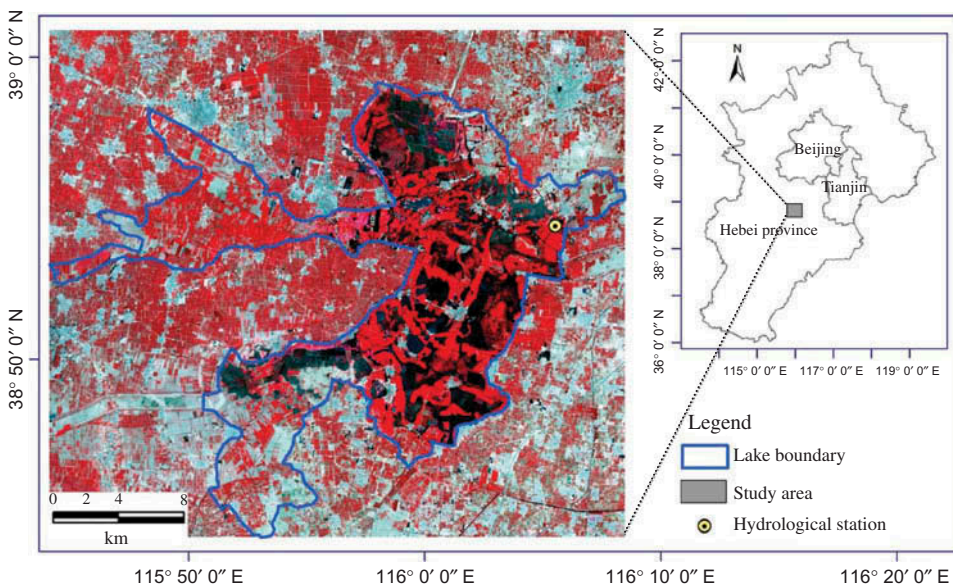 39° 0′ 0″ N
38° 50′ 0″ N
0 2 4 8
km
115° 50′ 0″ E
116° 0′ 0″ E
116° 10′ 0″ E
116° 20′ 0″ E
N
42° 0′ 0″ N
40° 0′ 0″ N
38° 0′ 0″ N
36° 0′ 0″ N
Beijing
Tianjin
Hebei province
115° 0′ 0″ E
117° 0′ 0″ E
119° 0′ 0″ E
Legend
Lake boundary
Study area
Hydrological station